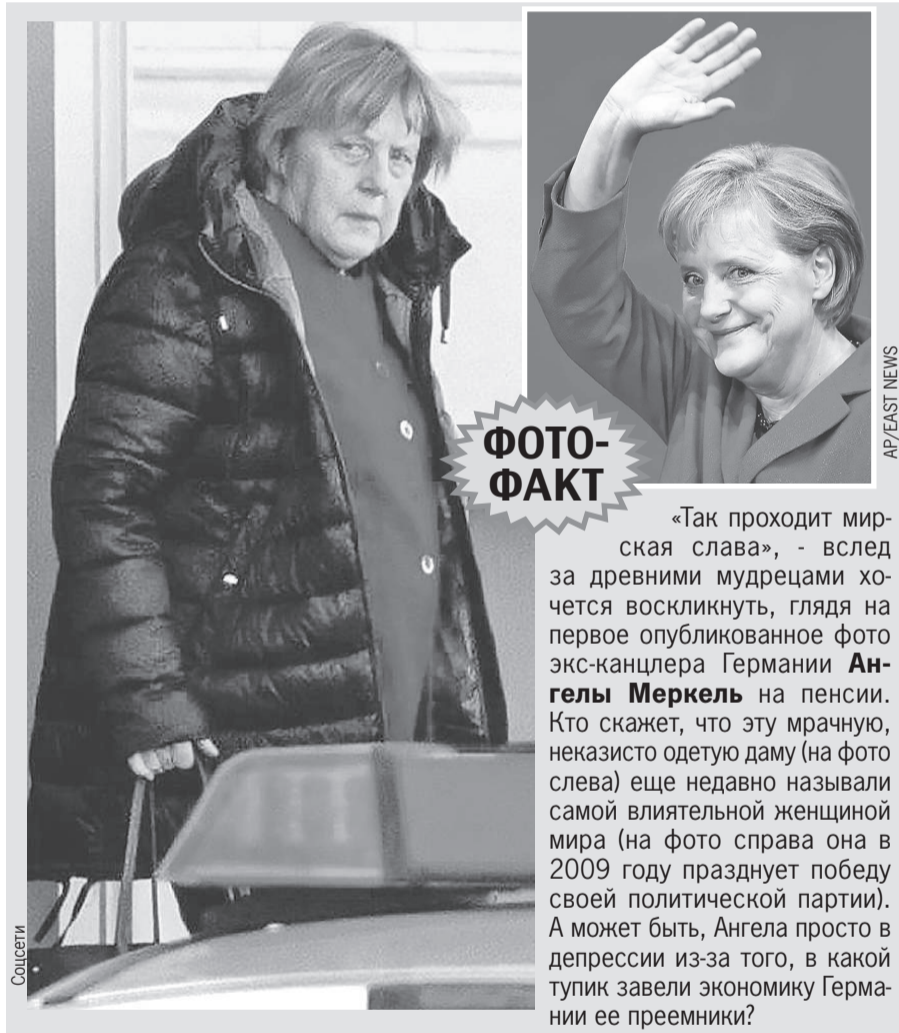 AP/EAST NEWS
ФОТО-
ФАКТ
«Так проходит мир-
ская слава», - вслед
за древними мудрецами хо-
чется воскликнуть, глядя на
первое опубликованное фото
экс-канцлера Германии Ан-
гелы Меркель на пенсии.
Кто скажет, что эту мрачную,
неказисто одетую даму (на фото
слева) еще недавно называли
самой влиятельной женщиной
мира (на фото справа она в
2009 году празднует победу
своей политической партии).
А может быть, Ангела просто в
депрессии из-за того, в какой
тупик завели экономику Герма-
нии ее преемники?
Соцсети